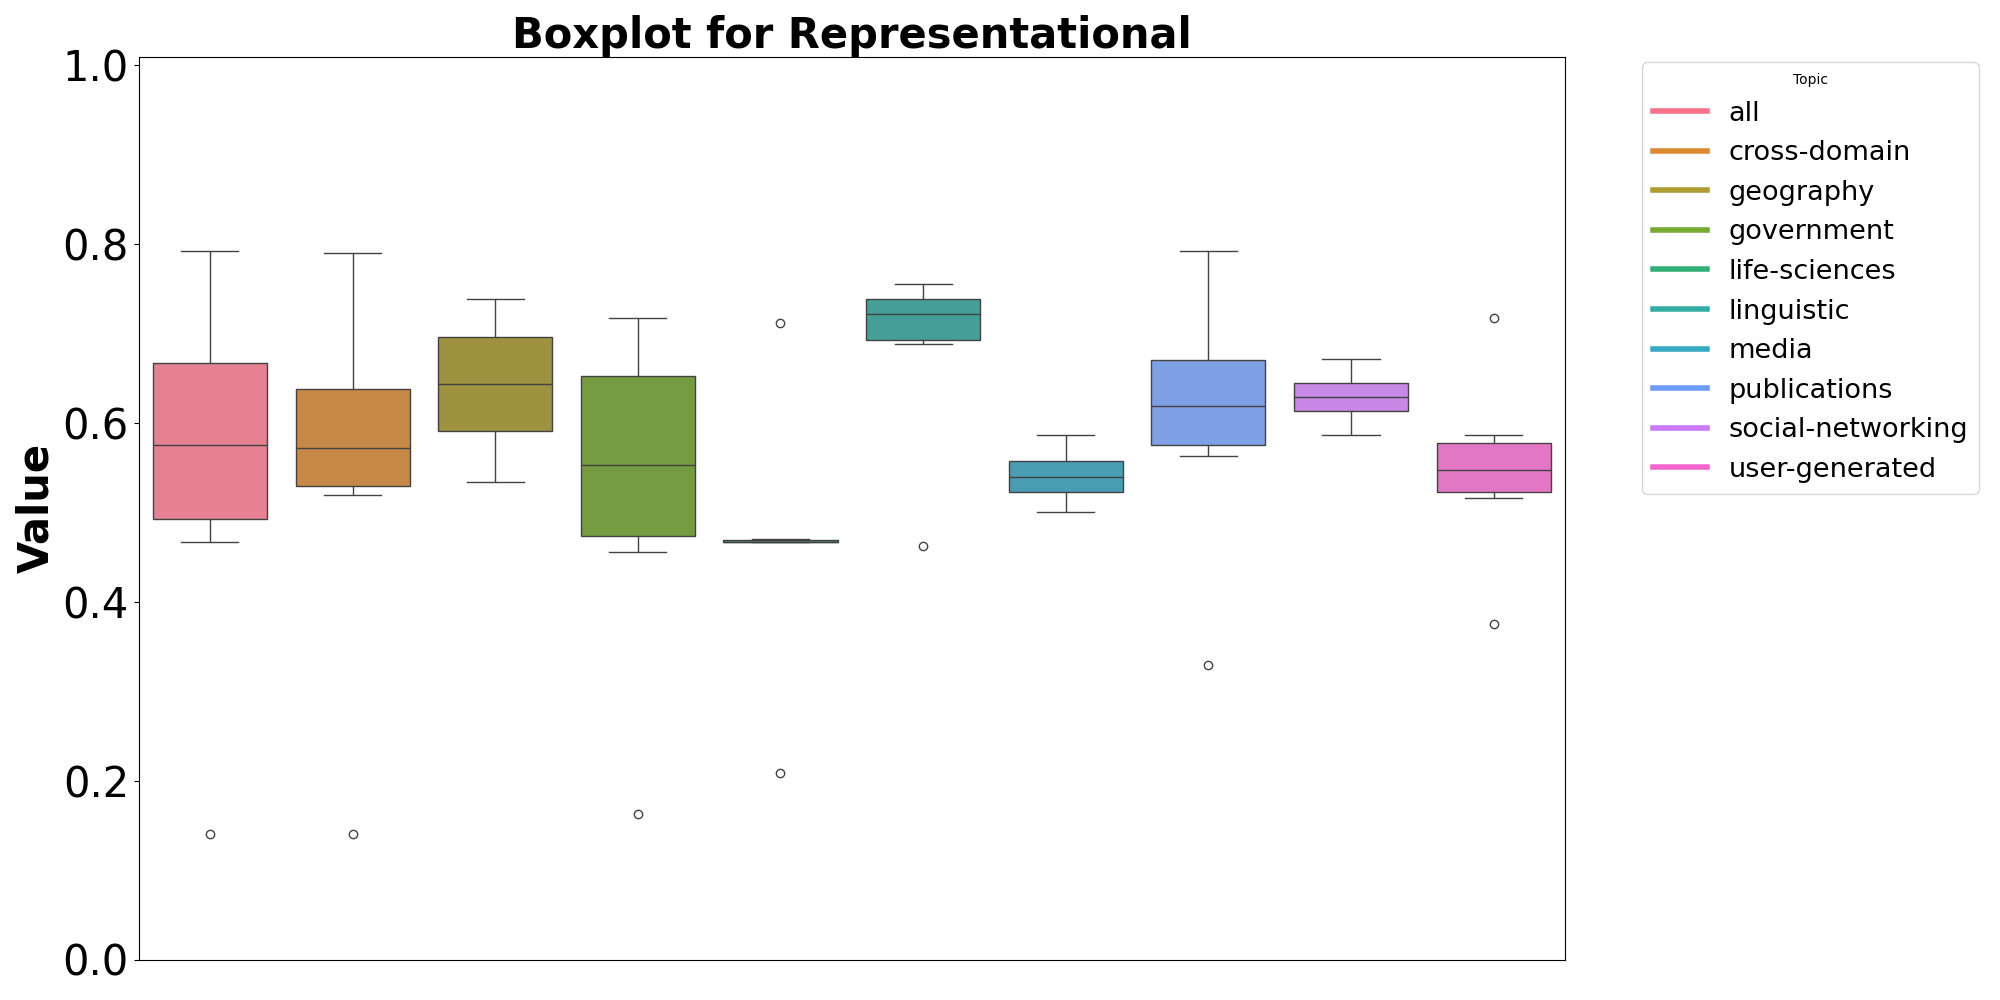 Boxplot for Representational
Value
1.0
0.8
0.6
0.4
0.2
0.0
Topic
all
cross-domain
geography
government
life-sciences
linguistic
media
publications
social-networking
user-generated